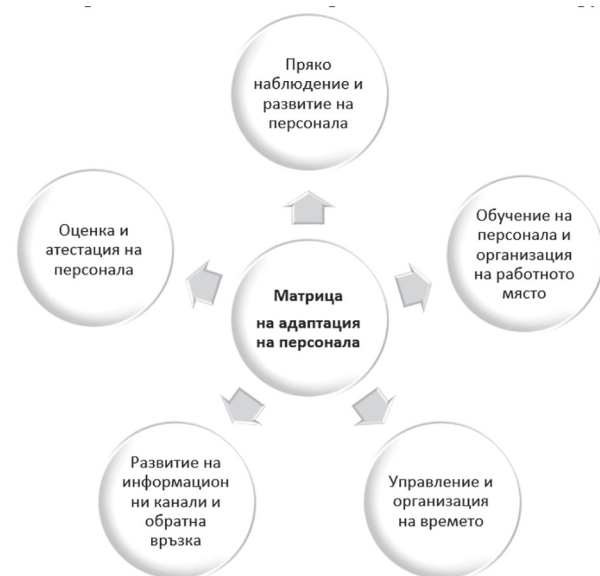 Пряко
наблюдение и
развитие на
персонала
Оценка и
атестация на
персонала
Обучение на
персонала и
организация
на работното
място
Матрица
на адаптация
на персонала
Развитие на
информацион
ни канали и
обратна
връзка
Управление и
организация
на времето